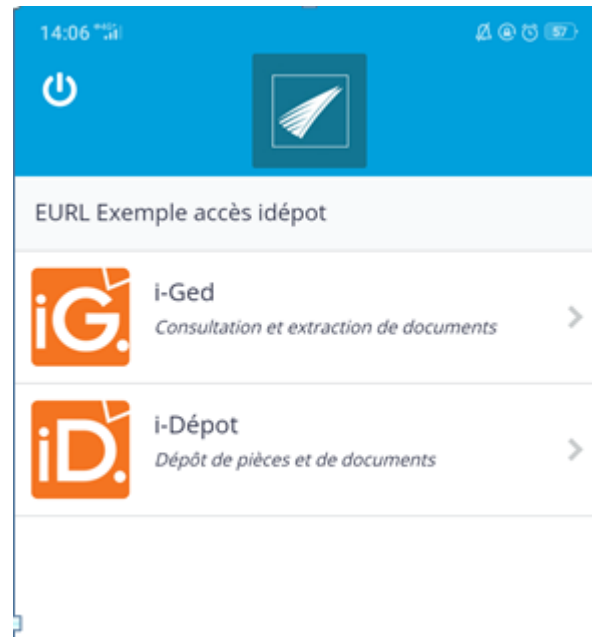 14:06
57
EURL Exemple accès idépot
iG.
i-Ged
Consultation et extraction de documents
iD.
i-Dépot
Dépôt de pièces et de documents